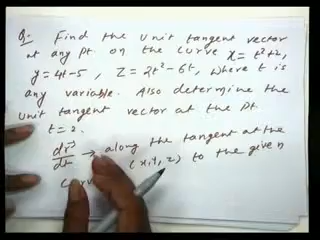 Q:- Find the Unit tangent vector
at any pt. on the curve x = t²+2,
y = 4t-5, z = 2t²-6t, where t is
any variable. Also determine the
unit tangent vector at the pt.
t = 2.
dr⃗/dt → along the tangent at the
(x, y, z) to the given
curve